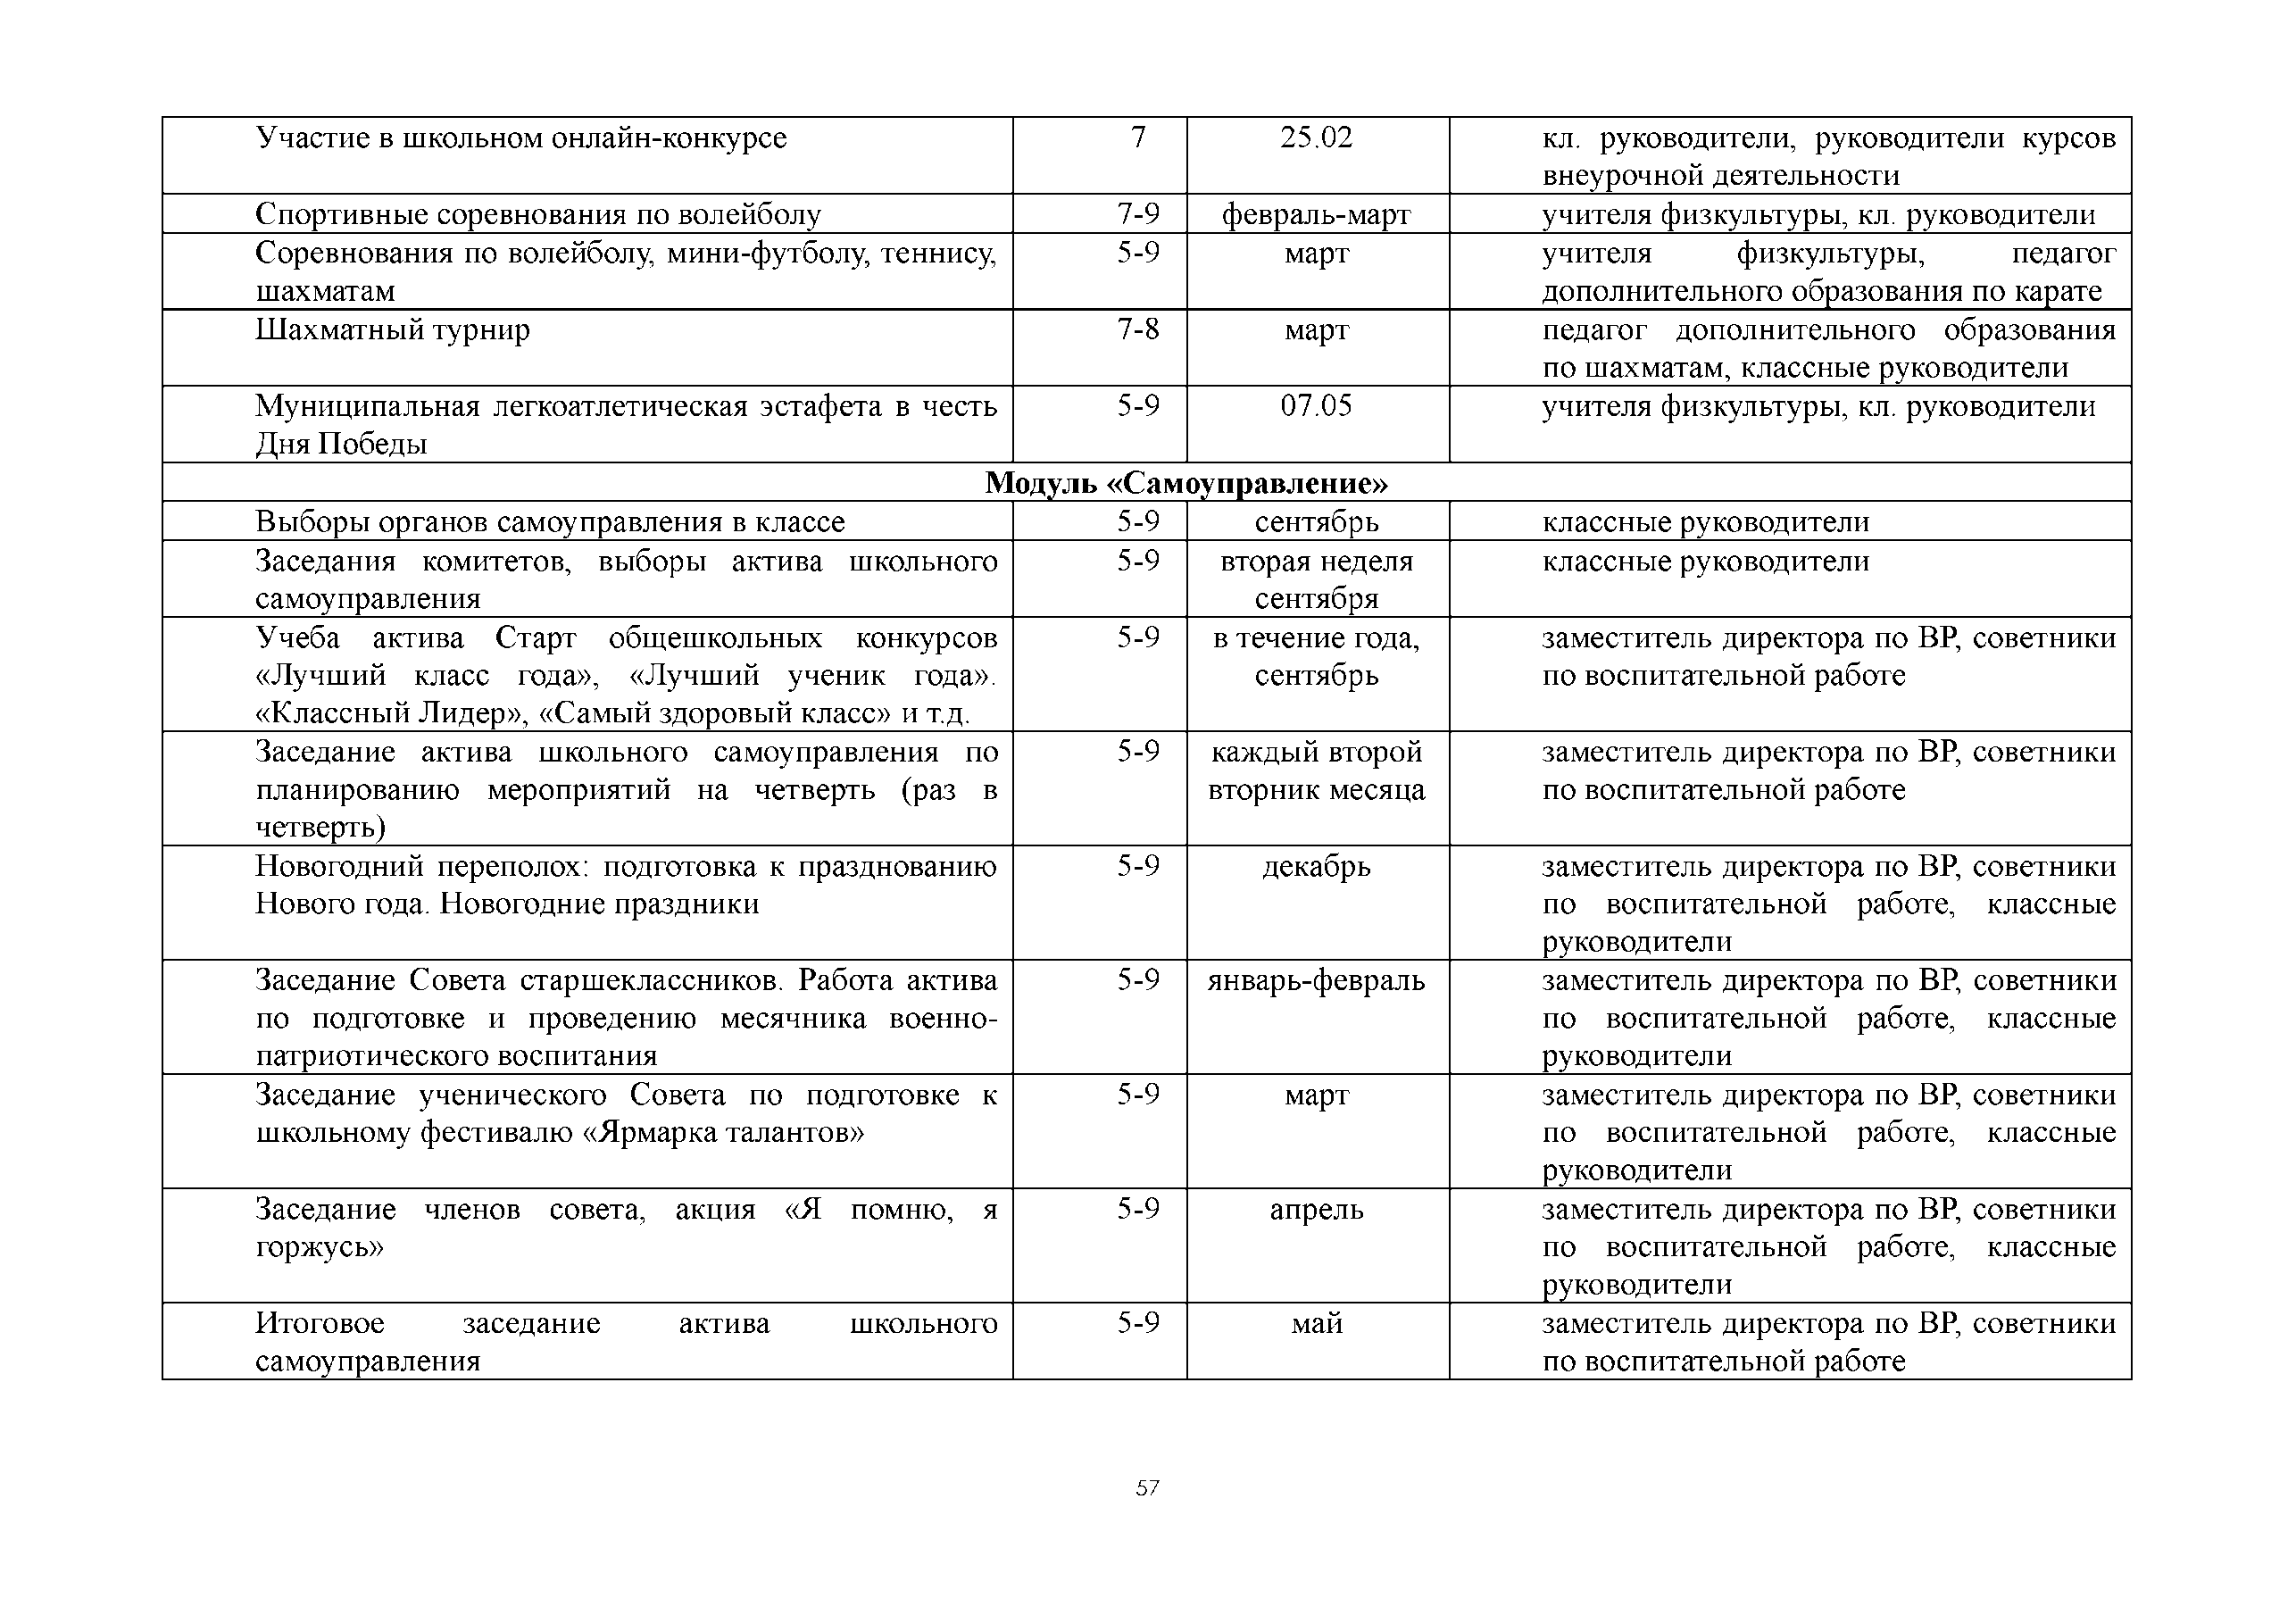 Участие в школьном онлайн-конкурсе 7 25.02 кл. руководители, руководители курсов
внеурочной деятельности
Спортивные соревнования по волейболу 7-9 февраль-март учителя физкультуры, кл. руководители
Соревнования по волейболу, мини-футболу, теннису, 5-9 март учителя физкультуры, педагог
шахматам дополнительного образования по карате
Шахматный турнир 7-8 март педагог дополнительного образования
по шахматам, классные руководители
Муниципальная легкоатлетическая эстафета в честь 5-9 07.05 учителя физкультуры, кл. руководители
Дня Победы
Модуль «Самоуправление»
Выборы органов самоуправления в классе 5-9 сентябрь классные руководители
Заседания комитетов, выборы актива школьного 5-9 вторая неделя классные руководители
самоуправления сентября
Учеба актива Старт общешкольных конкурсов 5-9 в течение года, заместитель директора по ВР, советники
«Лучший класс года», «Лучший ученик года». сентябрь по воспитательной работе
«Классный Лидер», «Самый здоровый класс» и т.д.
Заседание актива школьного самоуправления по 5-9 каждый второй заместитель директора по ВР, советники
планированию мероприятий на четверть (раз в вторник месяца по воспитательной работе
четверть)
Новогодний переполох: подготовка к празднованию 5-9 декабрь заместитель директора по ВР, советники
Нового года. Новогодние праздники по воспитательной работе, классные
руководители
Заседание Совета старшеклассников. Работа актива 5-9 январь-февраль заместитель директора по ВР, советники
по подготовке и проведению месячника военно- по воспитательной работе, классные
патриотического воспитания руководители
Заседание ученического Совета по подготовке к 5-9 март заместитель директора по ВР, советники
школьному фестивалю «Ярмарка талантов» по воспитательной работе, классные
руководители
Заседание членов совета, акция «Я помню, я 5-9 апрель заместитель директора по ВР, советники
горжусь» по воспитательной работе, классные
руководители
Итоговое заседание актива школьного 5-9 май заместитель директора по ВР, советники
самоуправления по воспитательной работе
57